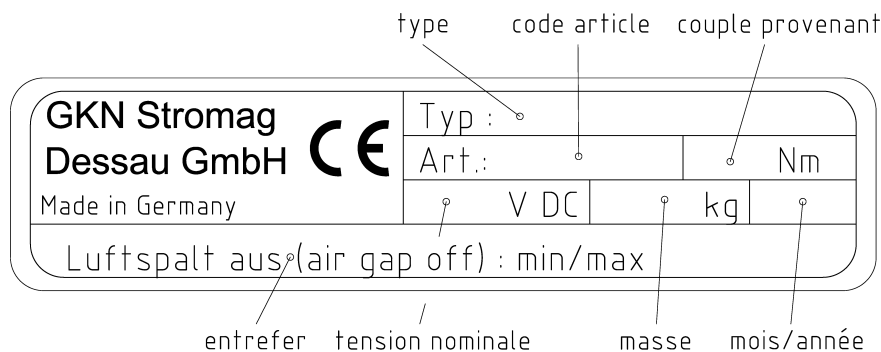 type code article couple provenant
GKN Stromag
Dessau GmbH
CE
Made in Germany
Typ :
Art.: Nm
V DC kg
Luftspalt aus (air gap off) : min/max
entrefer tension nominale masse mois/année